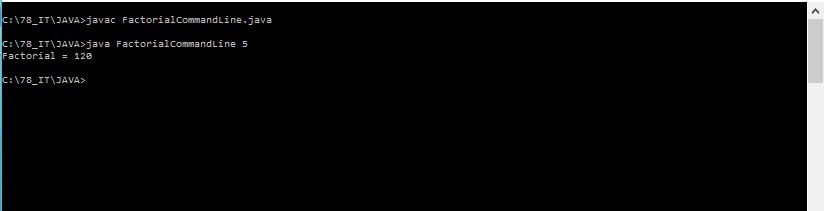 C:\78_IT\JAVA>javac FactorialCommandLine.java
C:\78_IT\JAVA>java FactorialCommandLine 5
Factorial = 120
C:\78_IT\JAVA>